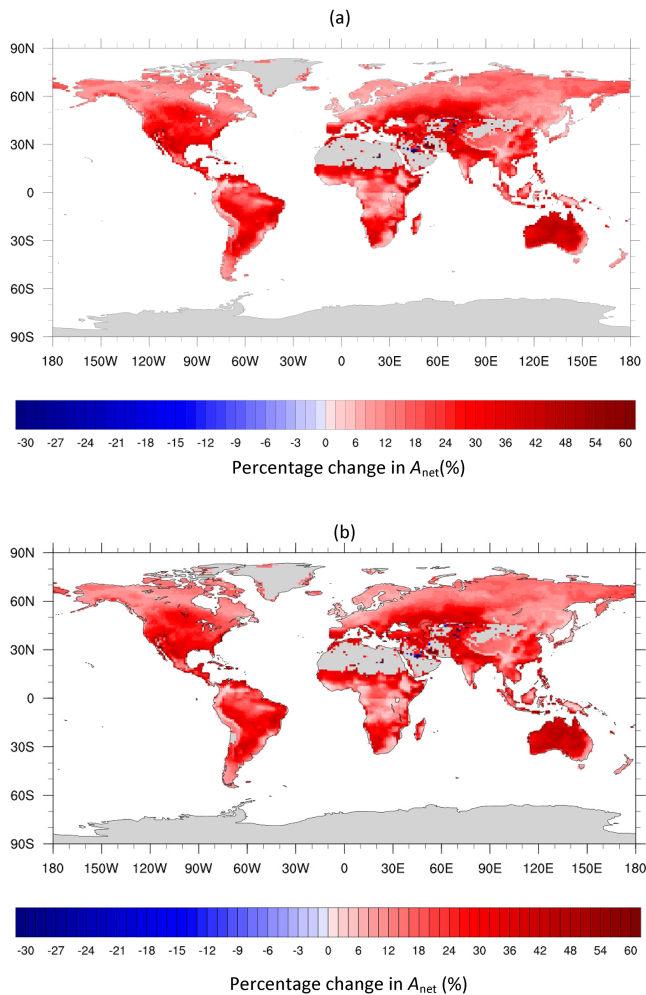 (a)
90N
60N
30N
0
30S
60S
90S
180 150W 120W 90W 60W 30W 0 30E 60E 90E 120E 150E 180
-30 -27 -24 -21 -18 -15 -12 -9 -6 -3 0 6 12 18 24 30 36 42 48 54 60
Percentage change in Anet(%)
(b)
90N
60N
30N
0
30S
60S
90S
180 150W 120W 90W 60W 30W 0 30E 60E 90E 120E 150E 180
-30 -27 -24 -21 -18 -15 -12 -9 -6 -3 0 6 12 18 24 30 36 42 48 54 60
Percentage change in Anet (%)